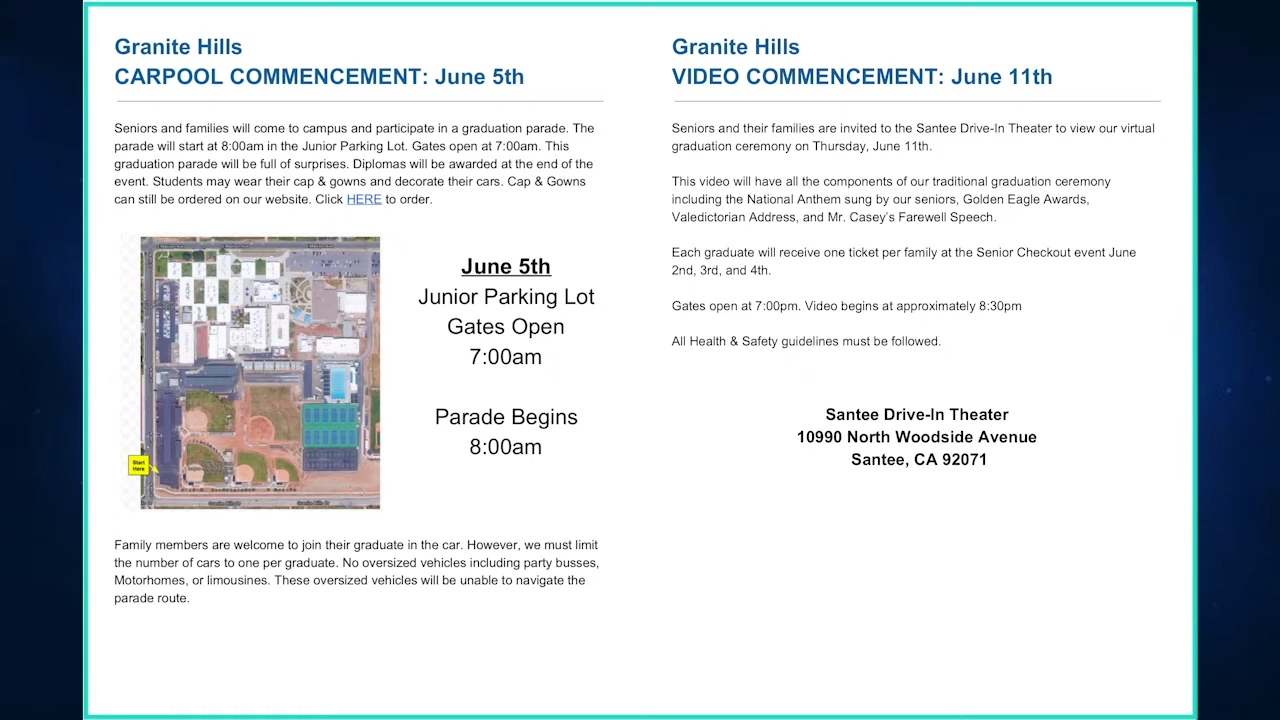 Granite Hills
CARPOOL COMMENCEMENT: June 5th
Seniors and families will come to campus and participate in a graduation parade. The
parade will start at 8:00am in the Junior Parking Lot. Gates open at 7:00am. This
graduation parade will be full of surprises. Diplomas will be awarded at the end of the
event. Students may wear their cap & gowns and decorate their cars. Cap & Gowns
can still be ordered on our website. Click HERE to order.
Start
Here
June 5th
Junior Parking Lot
Gates Open
7:00am
Parade Begins
8:00am
Family members are welcome to join their graduate in the car. However, we must limit
the number of cars to one per graduate. No oversized vehicles including party busses,
Motorhomes, or limousines. These oversized vehicles will be unable to navigate the
parade route.
Granite Hills
VIDEO COMMENCEMENT: June 11th
Seniors and their families are invited to the Santee Drive-In Theater to view our virtual
graduation ceremony on Thursday, June 11th.
This video will have all the components of our traditional graduation ceremony
including the National Anthem sung by our seniors, Golden Eagle Awards,
Valedictorian Address, and Mr. Casey's Farewell Speech.
Each graduate will receive one ticket per family at the Senior Checkout event June
2nd, 3rd, and 4th.
Gates open at 7:00pm. Video begins at approximately 8:30pm
All Health & Safety guidelines must be followed.
Santee Drive-In Theater
10990 North Woodside Avenue
Santee, CA 92071